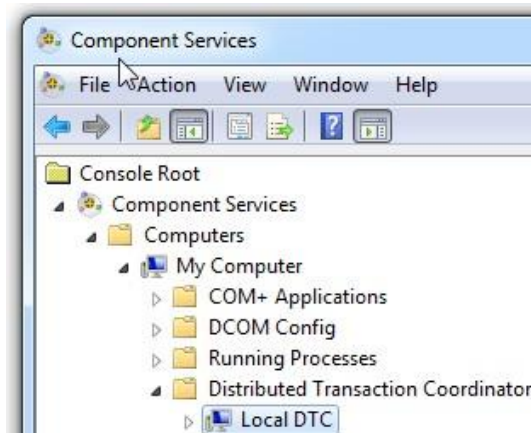 Component Services
File Action View Window Help
Console Root
Component Services
Computers
My Computer
COM+ Applications
DCOM Config
Running Processes
Distributed Transaction Coordinator
Local DTC